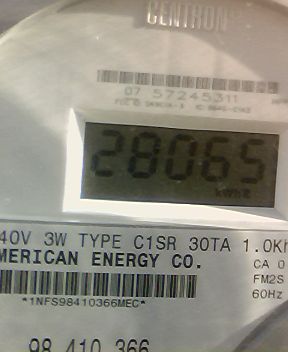 CENTRON
07 57245311
28065
kWh
40V 3W TYPE C1SR 30TA 1.0Kh
MERICAN ENERGY CO.
CA 0
FM2S
60Hz
*1NFS98410366MEC*
98 410 366